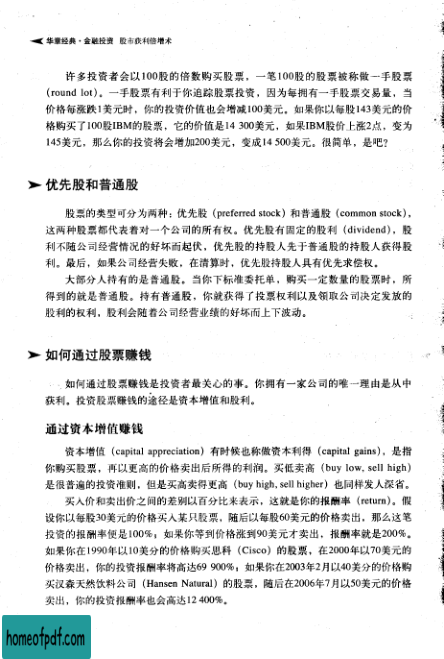 华章经典·金融投资 股市获利倍增术
许多投资者会以100股的倍数购买股票，一笔100股的股票被称做一手股票
（round lot）。一手股票有利于你追踪股票投资，因为每拥有一手股票交易量，当
价格每涨跌1美元时，你的投资价值也会增减100美元。如果你以每股143美元的价
格购买了100股IBM的股票，它的价值是14 300美元，如果IBM股价上涨2点，变为
145美元，那么你的投资将会增加200美元，变成14 500美元。很简单，是吧？
优先股和普通股
股票的类型可分为两种：优先股（preferred stock）和普通股（common stock），
这两种股票都代表着对一个公司的所有权。优先股有固定的股利（dividend），股
利不随公司经营情况的好坏而起伏，优先股的持股人先于普通股的持股人获得股
利。最后，如果公司经营失败，在清算时，优先股持股人具有优先求偿权。
大部分人持有的是普通股。当你下标准委托单，购买一定数量的股票时，所
得到的就是普通股。持有普通股，你就获得了投票权利以及领取公司决定发放的
股利的权利，股利会随着公司经营业绩的好坏而上下波动。
如何通过股票赚钱
如何通过股票赚钱是投资者最关心的事。你拥有一家公司的唯一理由是从中
获利。投资股票赚钱的途径是资本增值和股利。
通过资本增值赚钱
资本增值（capital appreciation）有时候也称做资本利得（capital gains），是指
你购买股票，再以更高的价格卖出后所得的利润。买低卖高（buy low, sell high）
是很普遍的投资准则，但是买高卖得更高（buy high, sell higher）也同样发人深省。
买入价和卖出价之间的差别以百分比来表示，这就是你的报酬率（return）。假
设你以每股30美元的价格买入某只股票，随后以每股60美元的价格卖出，那么这笔
投资的报酬率便是100%；如果你等到价格涨到90美元才卖出，报酬率就是200%。
如果你在1990年以10美分的价格购买思科（Cisco）的股票，在2000年以70美元的
价格卖出，你的投资报酬率将高达69 900%；如果你在2003年2月以40美分的价格购
买汉森天然饮料公司（Hansen Natural）的股票，随后在2006年7月以50美元的价格
卖出，你的投资报酬率也会高达12 400%。
homeofpdf.com